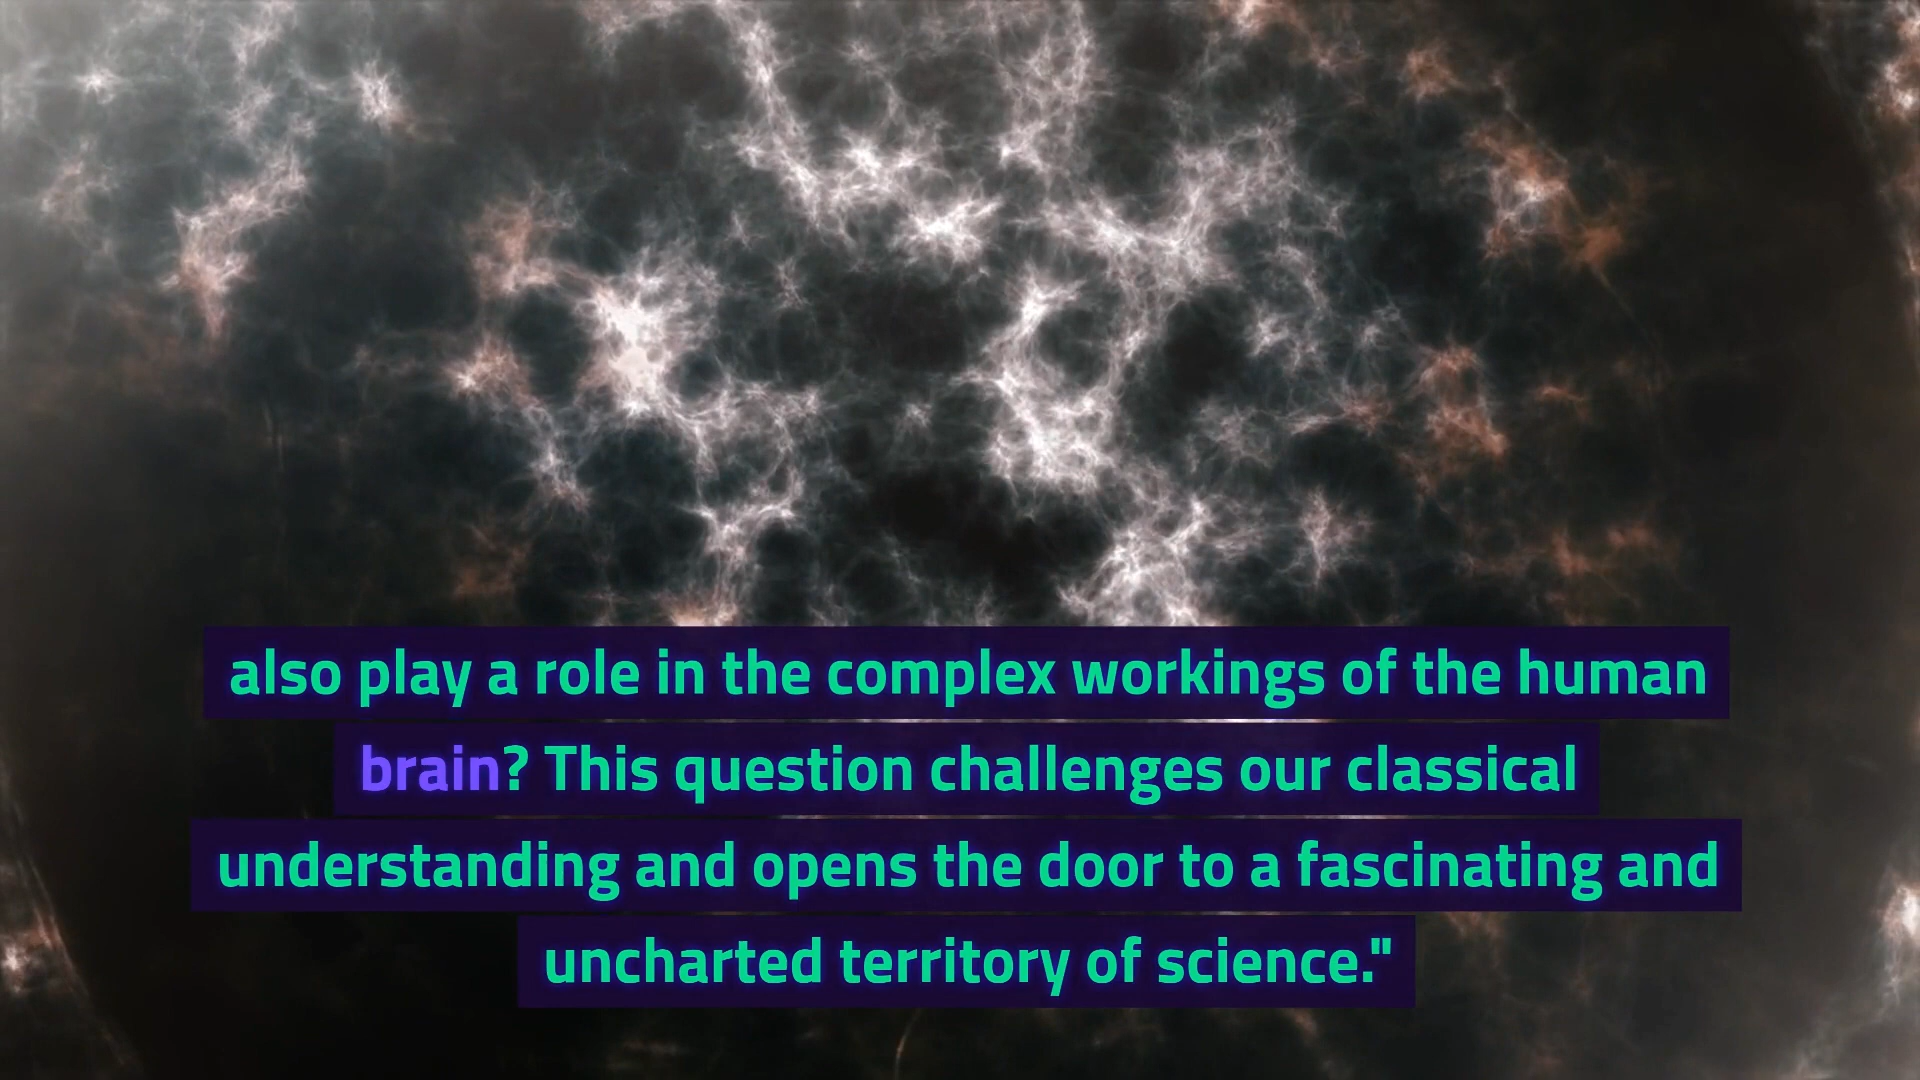 also play a role in the complex workings of the human
brain? This question challenges our classical
understanding and opens the door to a fascinating and
uncharted territory of science."